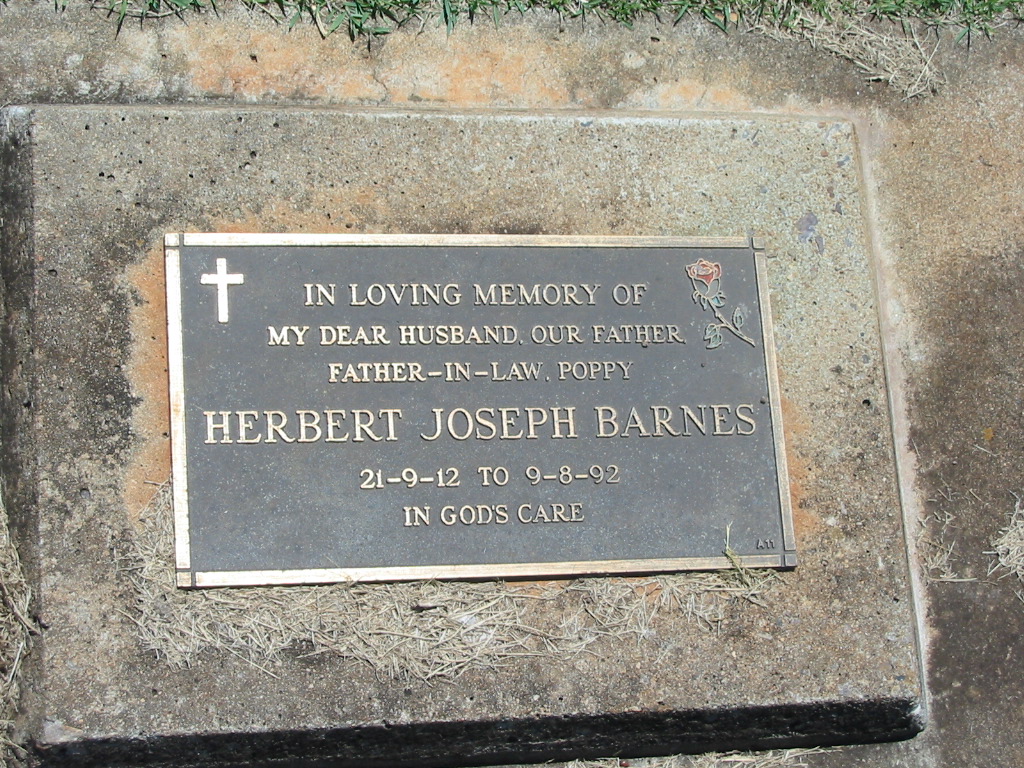 IN LOVING MEMORY OF
MY DEAR HUSBAND, OUR FATHER,
FATHER-IN-LAW, POPPY
HERBERT JOSEPH BARNES
21-9-12 TO 9-8-92
IN GOD'S CARE
A11